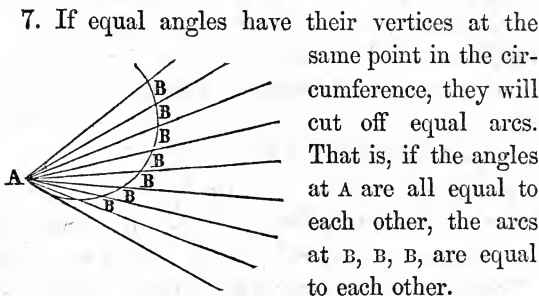 7. If equal angles have their vertices at the
same point in the cir-
cumference, they will
cut off equal arcs.
That is, if the angles
at A are all equal to
each other, the arcs
at B, B, B, are equal
to each other.
A
B
B
B
B
B
B
B